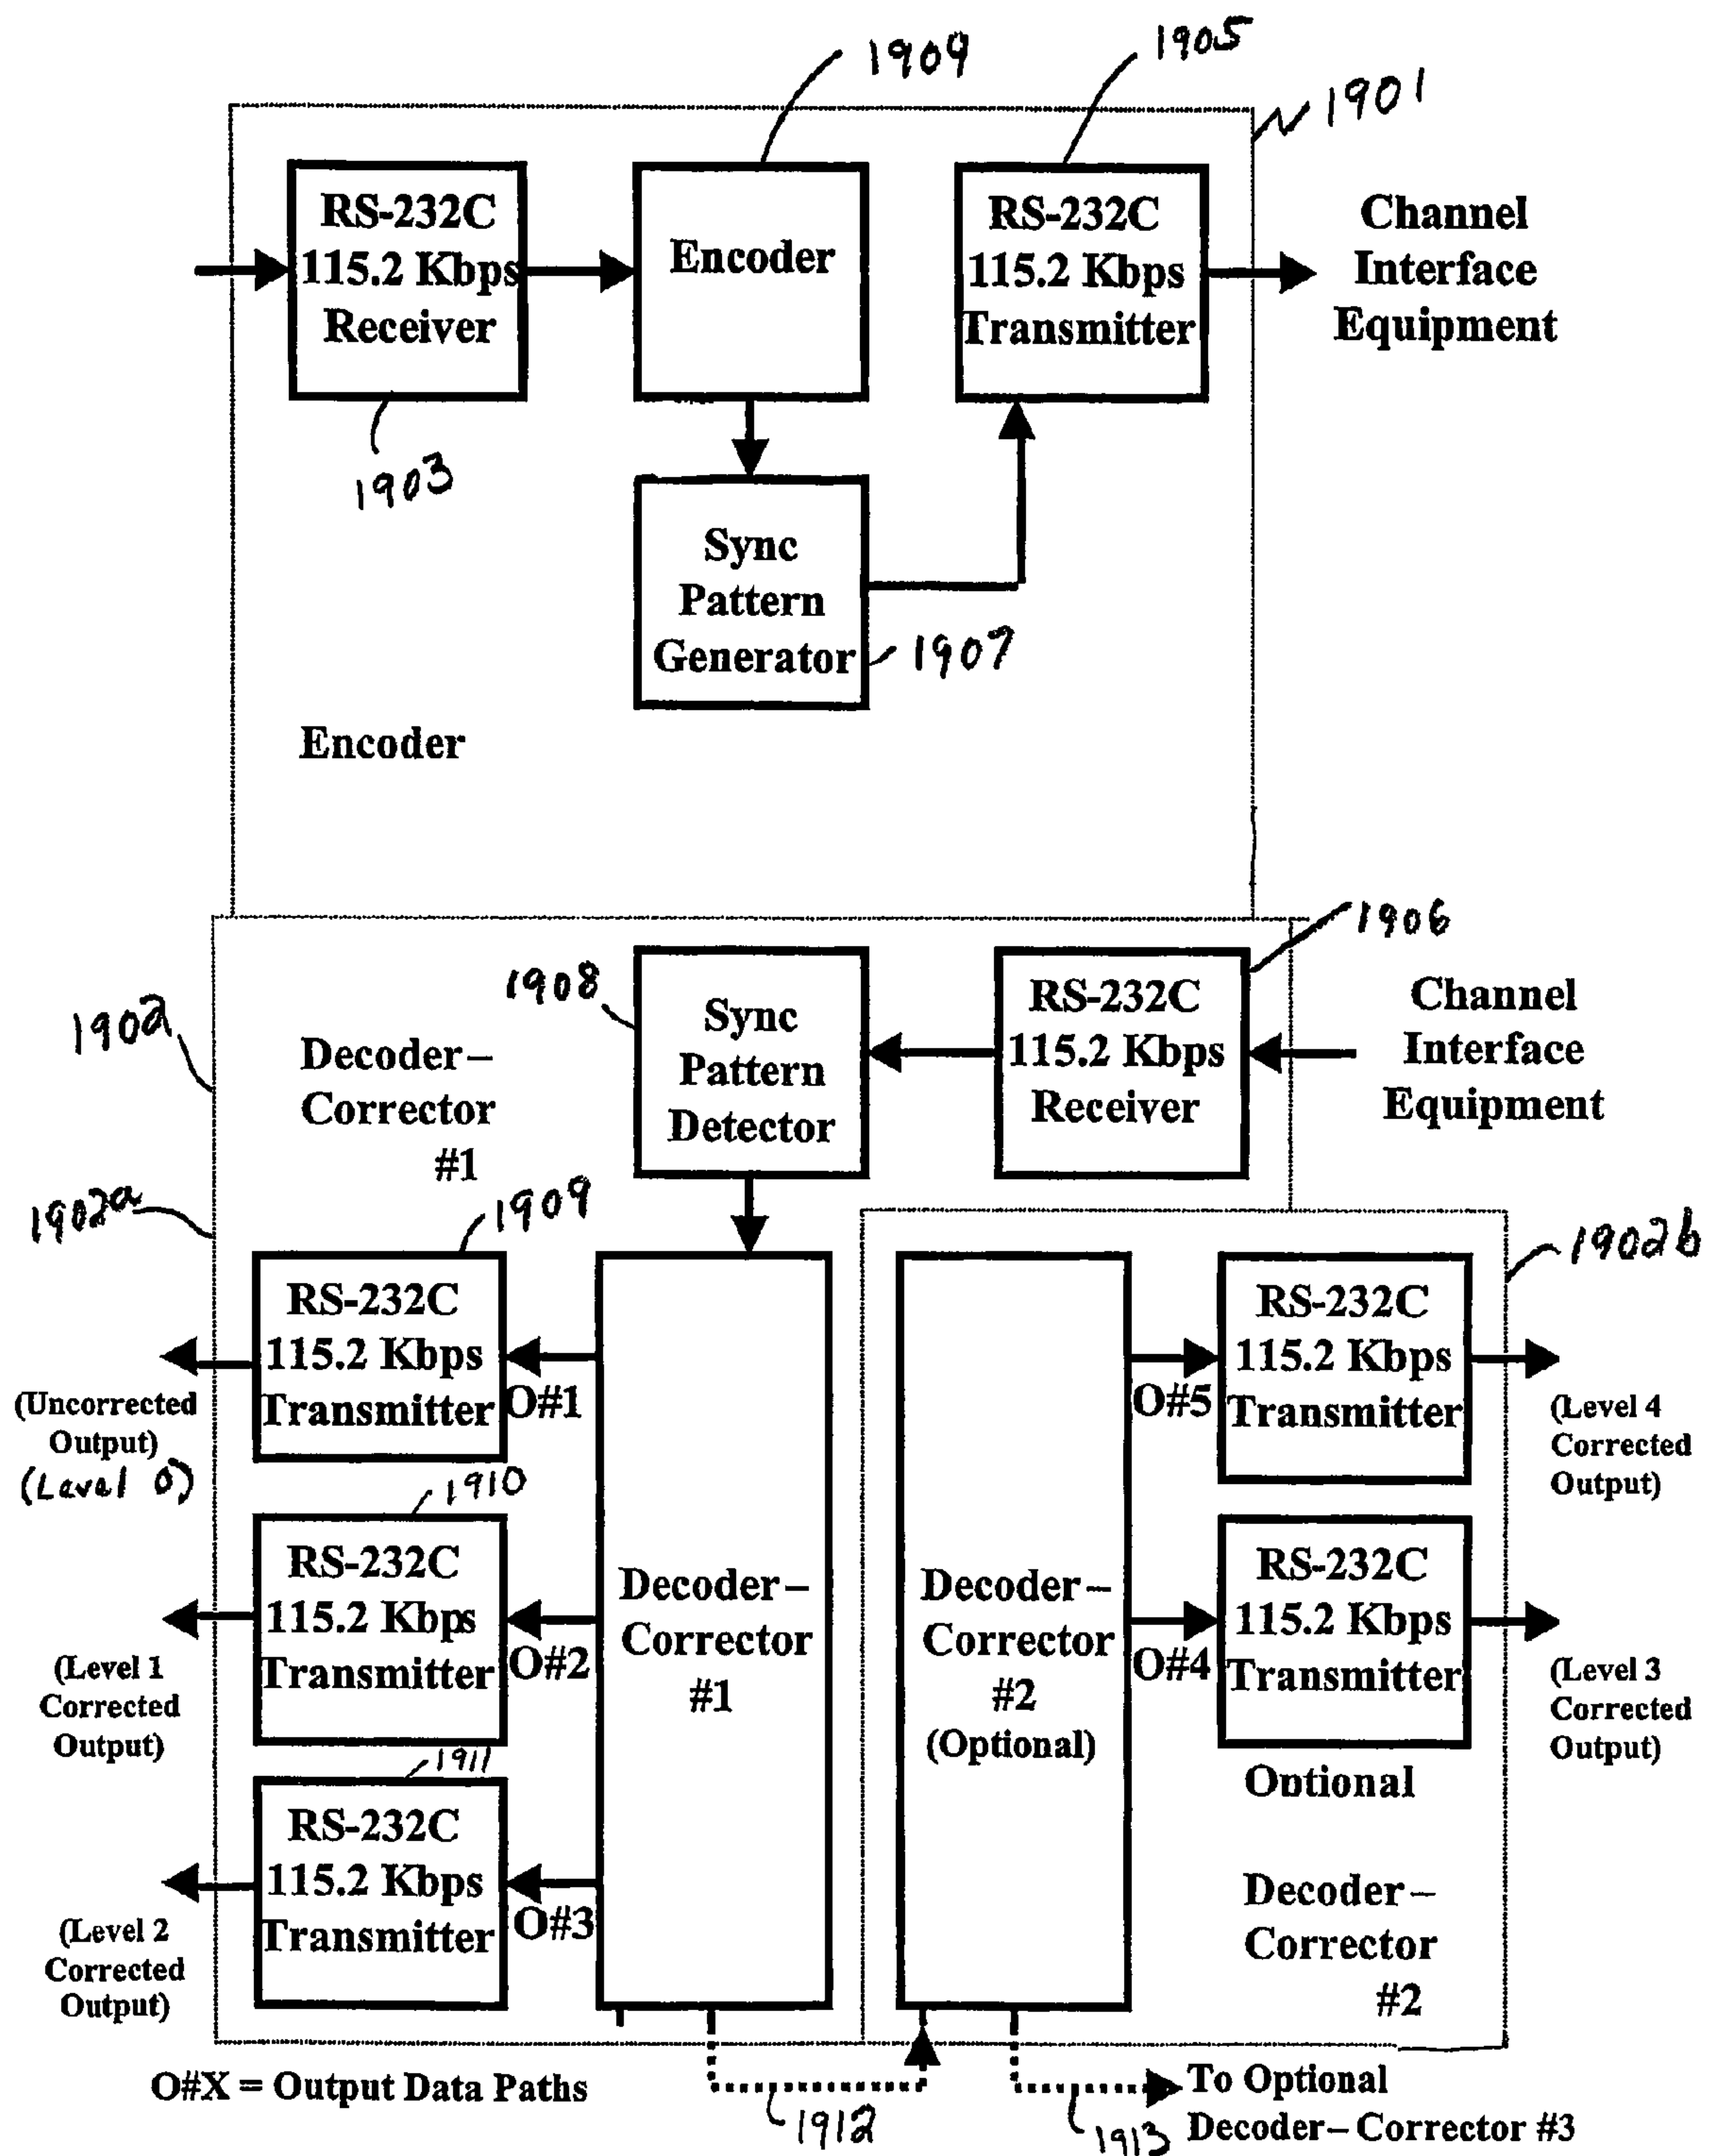 1904
1905
1901
RS-232C
115.2 Kbps
Receiver
Encoder
RS-232C
115.2 Kbps
Transmitter
Channel
Interface
Equipment
1903
Sync
Pattern
Generator
1907
Encoder
1906
1908
Sync
Pattern
Detector
RS-232C
115.2 Kbps
Receiver
Channel
Interface
Equipment
1902
Decoder–
Corrector
#1
1902a
1909
1902b
RS-232C
115.2 Kbps
Transmitter
O#1
(Uncorrected
Output)
(Level 0)
1910
RS-232C
115.2 Kbps
Transmitter
O#2
(Level 1
Corrected
Output)
1911
RS-232C
115.2 Kbps
Transmitter
O#3
(Level 2
Corrected
Output)
Decoder–
Corrector
#1
Decoder–
Corrector
#2
(Optional)
O#5
RS-232C
115.2 Kbps
Transmitter
(Level 4
Corrected
Output)
O#4
RS-232C
115.2 Kbps
Transmitter
(Level 3
Corrected
Output)
Optional
Decoder–
Corrector
#2
O#X = Output Data Paths
1912
1913
To Optional
Decoder–Corrector #3